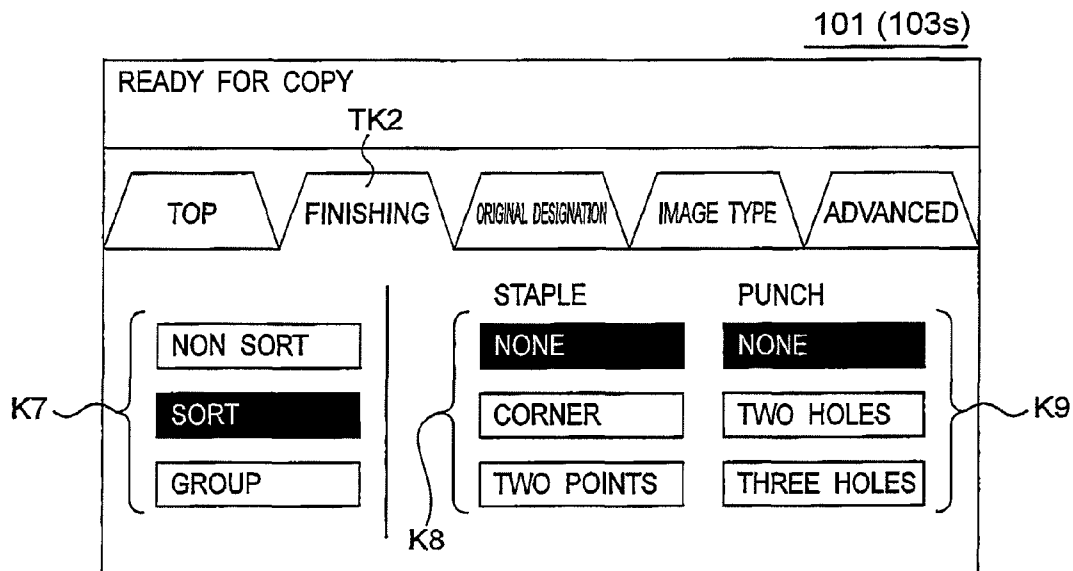 101 (103s)
READY FOR COPY
TK2
TOP FINISHING ORIGINAL DESIGNATION IMAGE TYPE ADVANCED
STAPLE PUNCH
NON SORT NONE NONE
K7 SORT CORNER TWO HOLES K9
GROUP TWO POINTS THREE HOLES
K8